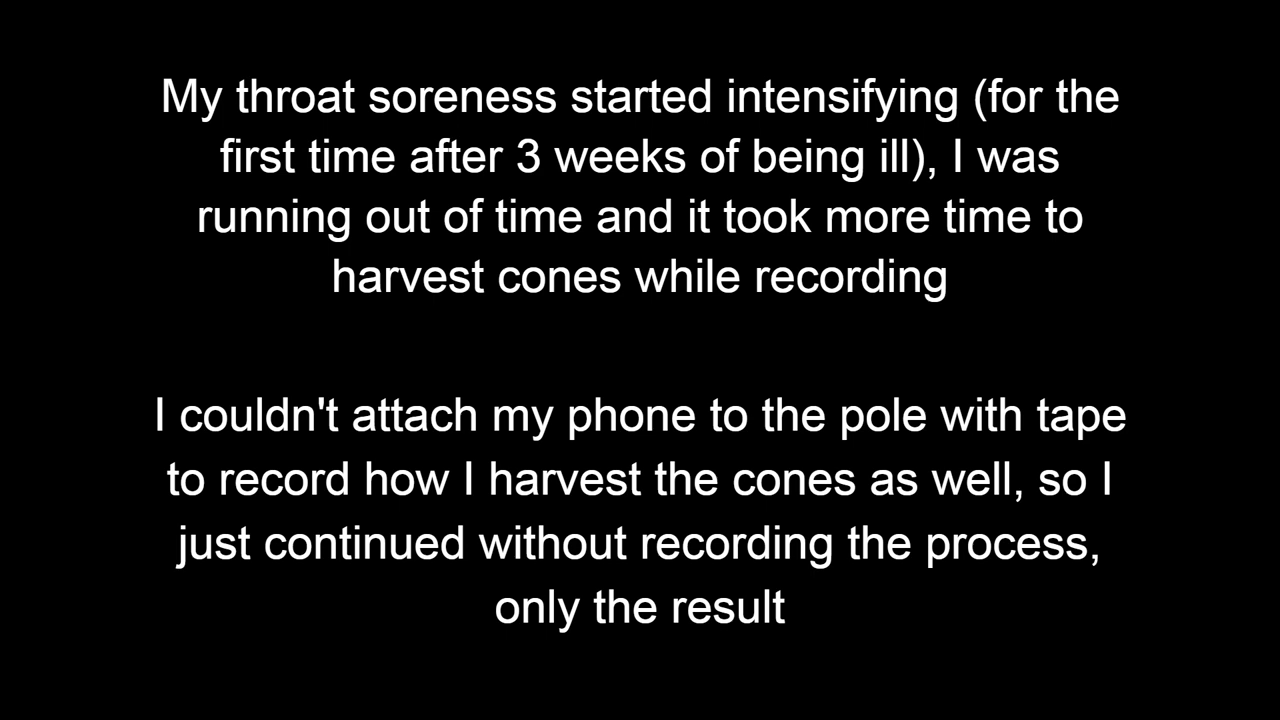 My throat soreness started intensifying (for the
first time after 3 weeks of being ill), I was
running out of time and it took more time to
harvest cones while recording
I couldn't attach my phone to the pole with tape
to record how I harvest the cones as well, so I
just continued without recording the process,
only the result